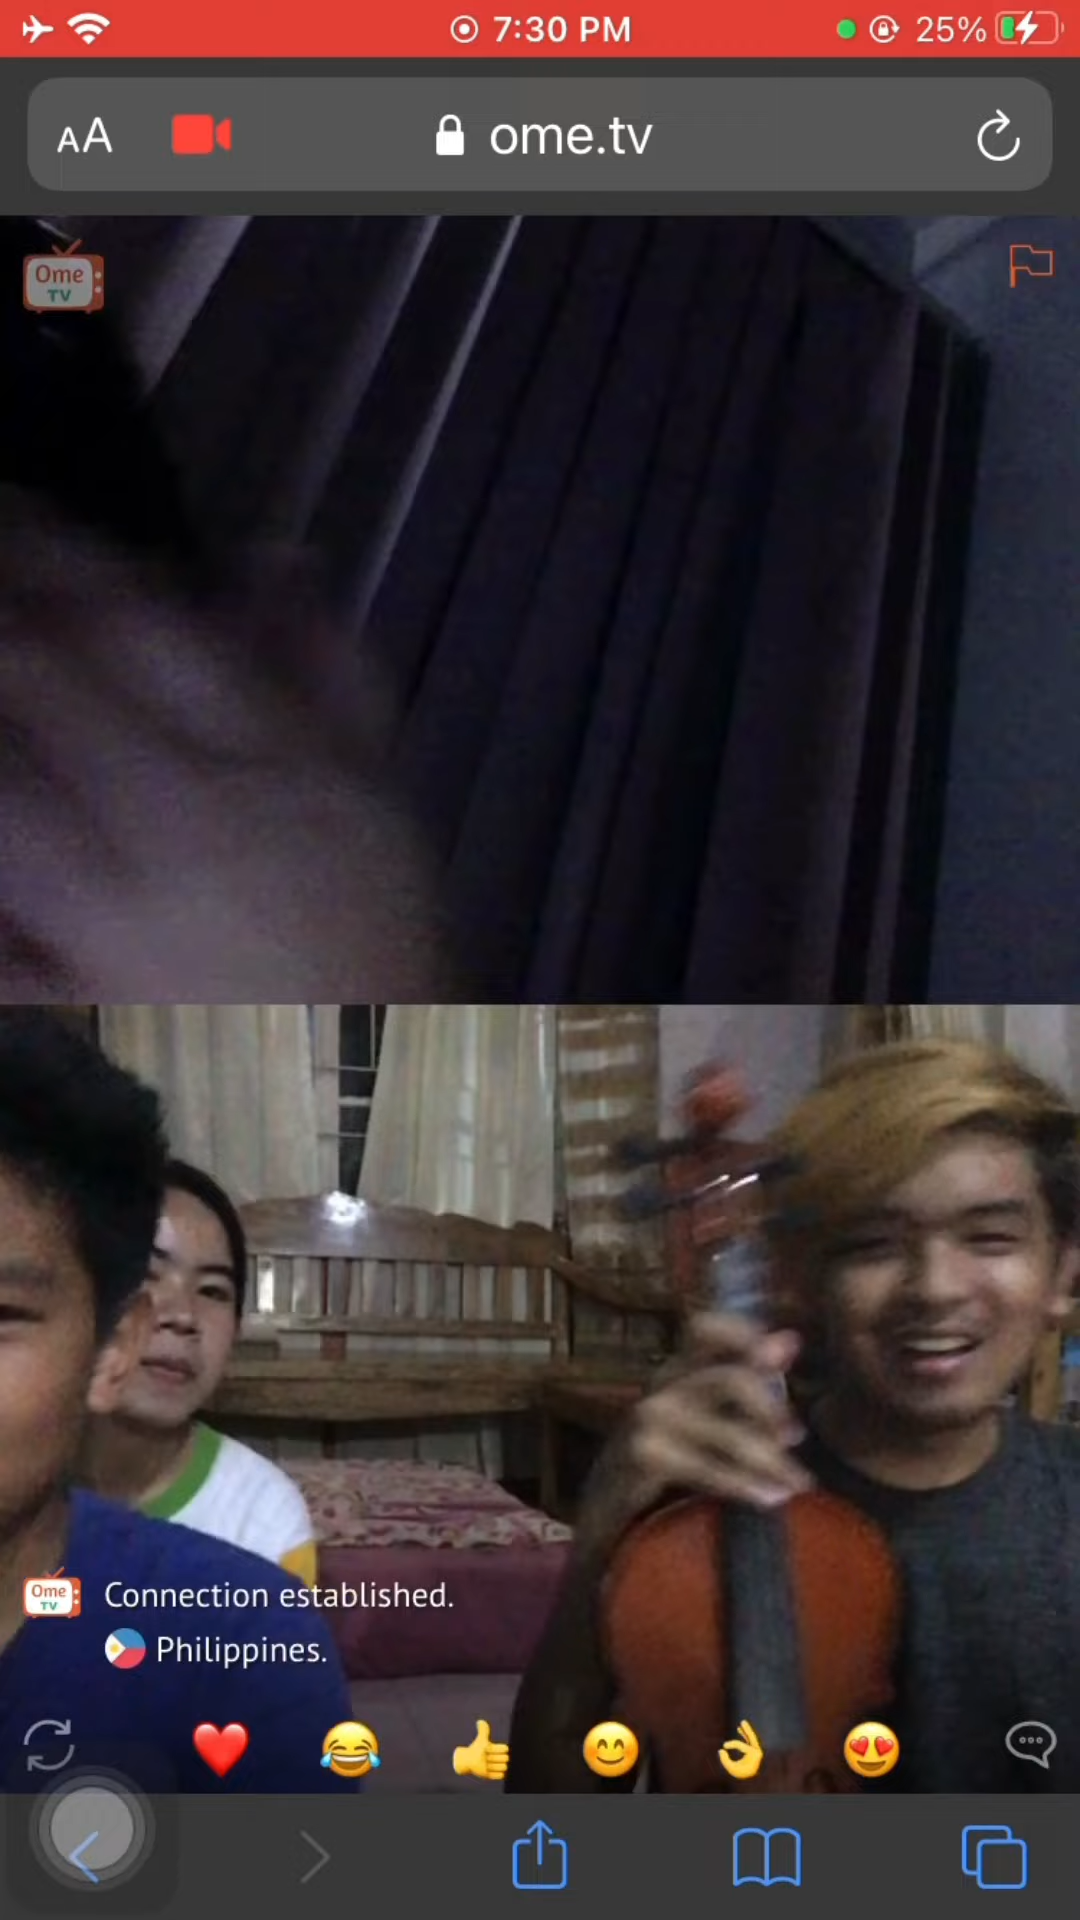 7:30 PM
25%
AA
ome.tv
Ome
TV
Ome
TV
Connection established.
Philippines.